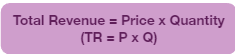 Total Revenue = Price x Quantity
(TR = P x Q)